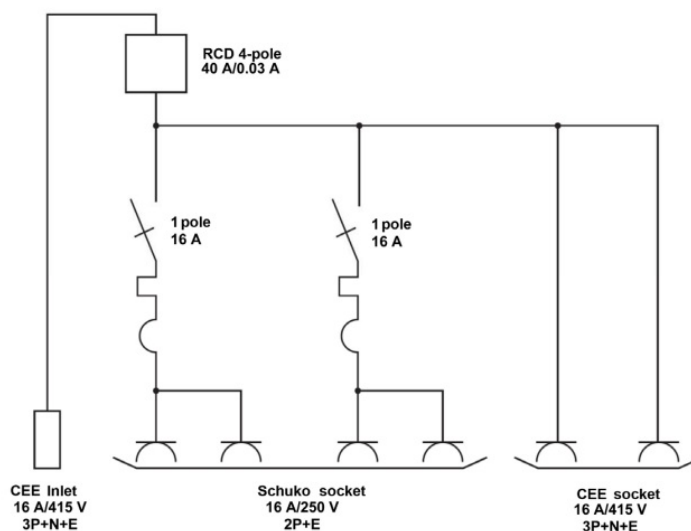 RCD 4-pole
40 A/0.03 A
1 pole
16 A
1 pole
16 A
CEE Inlet
16 A/415 V
3P+N+E
Schuko socket
16 A/250 V
2P+E
CEE socket
16 A/415 V
3P+N+E